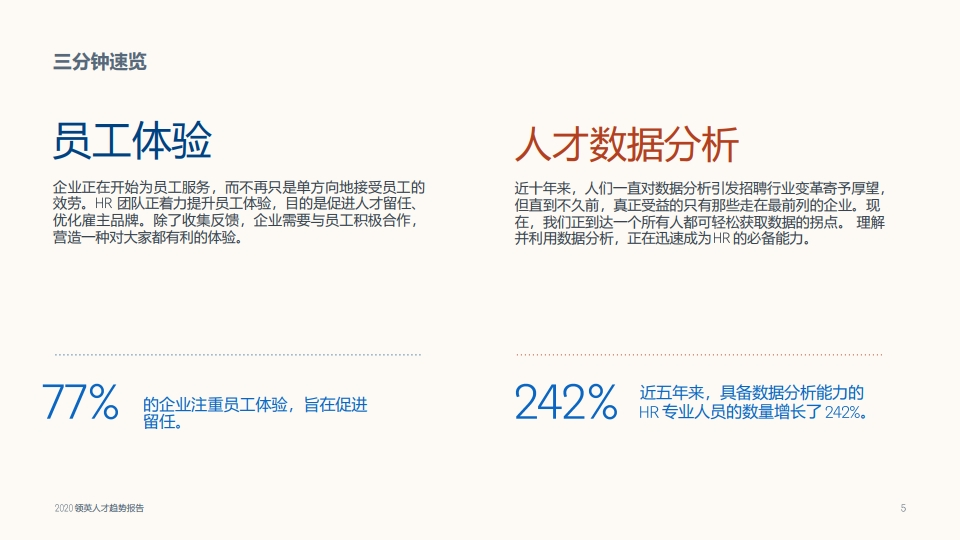 三分钟速览
员工体验
企业正在开始为员工服务，而不再只是单方向地接受员工的
效劳。HR 团队正着力提升员工体验，目的是促进人才留任、
优化雇主品牌。除了收集反馈，企业需要与员工积极合作，
营造一种对大家都有利的体验。
77%
的企业注重员工体验，旨在促进
留任。
人才数据分析
近十年来，人们一直对数据分析引发招聘行业变革寄予厚望，
但直到不久前，真正受益的只有那些走在最前列的企业。现
在，我们正到达一个所有人都可轻松获取数据的拐点。 理解
并利用数据分析，正在迅速成为 HR 的必备能力。
242%
近五年来，具备数据分析能力的
HR 专业人员的数量增长了 242%。
2020 领英人才趋势报告
5